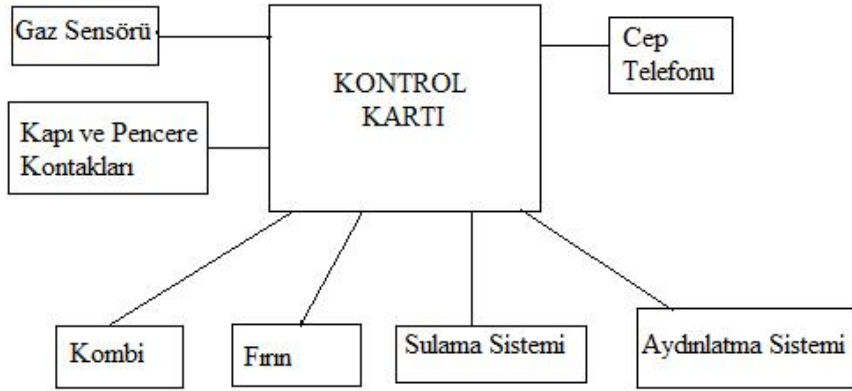 Gaz Sensörü
Cep
Telefonu
KONTROL
KARTI
Kapı ve Pencere
Kontakları
Kombi
Fırın
Sulama Sistemi
Aydınlatma Sistemi